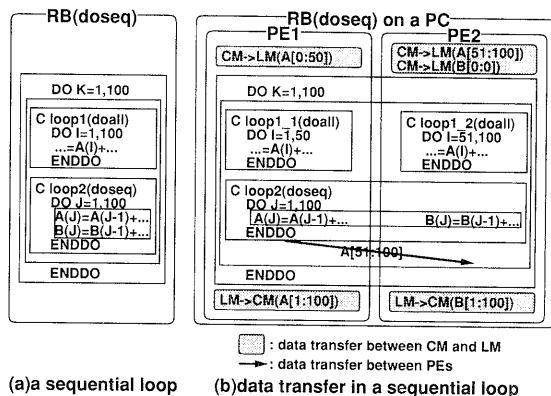 RB(doseq)
DO K=1,100
C loop1(doall)
DO I=1,100
...=A(I)+...
ENDDO
C loop2(doseq)
DO J=1,100
A(J)=A(J-1)+...
B(J)=B(J-1)+...
ENDDO
ENDDO
(a)a sequential loop
RB(doseq) on a PC
PE1
CM->LM(A[0:50])
DO K=1,100
C loop1_1(doall)
DO I=1,50
...=A(I)+...
ENDDO
C loop2(doseq)
DO J=1,100
A(J)=A(J-1)+...
ENDDO
A[51:100]
ENDDO
LM->CM(A[1:100])
PE2
CM->LM(A[51:100])
CM->LM(B[0:0])
C loop1_2(doall)
DO I=51,100
...=A(I)+...
ENDDO
B(J)=B(J-1)+...
LM->CM(B[1:100])
: data transfer between CM and LM
: data transfer between PEs
(b)data transfer in a sequential loop